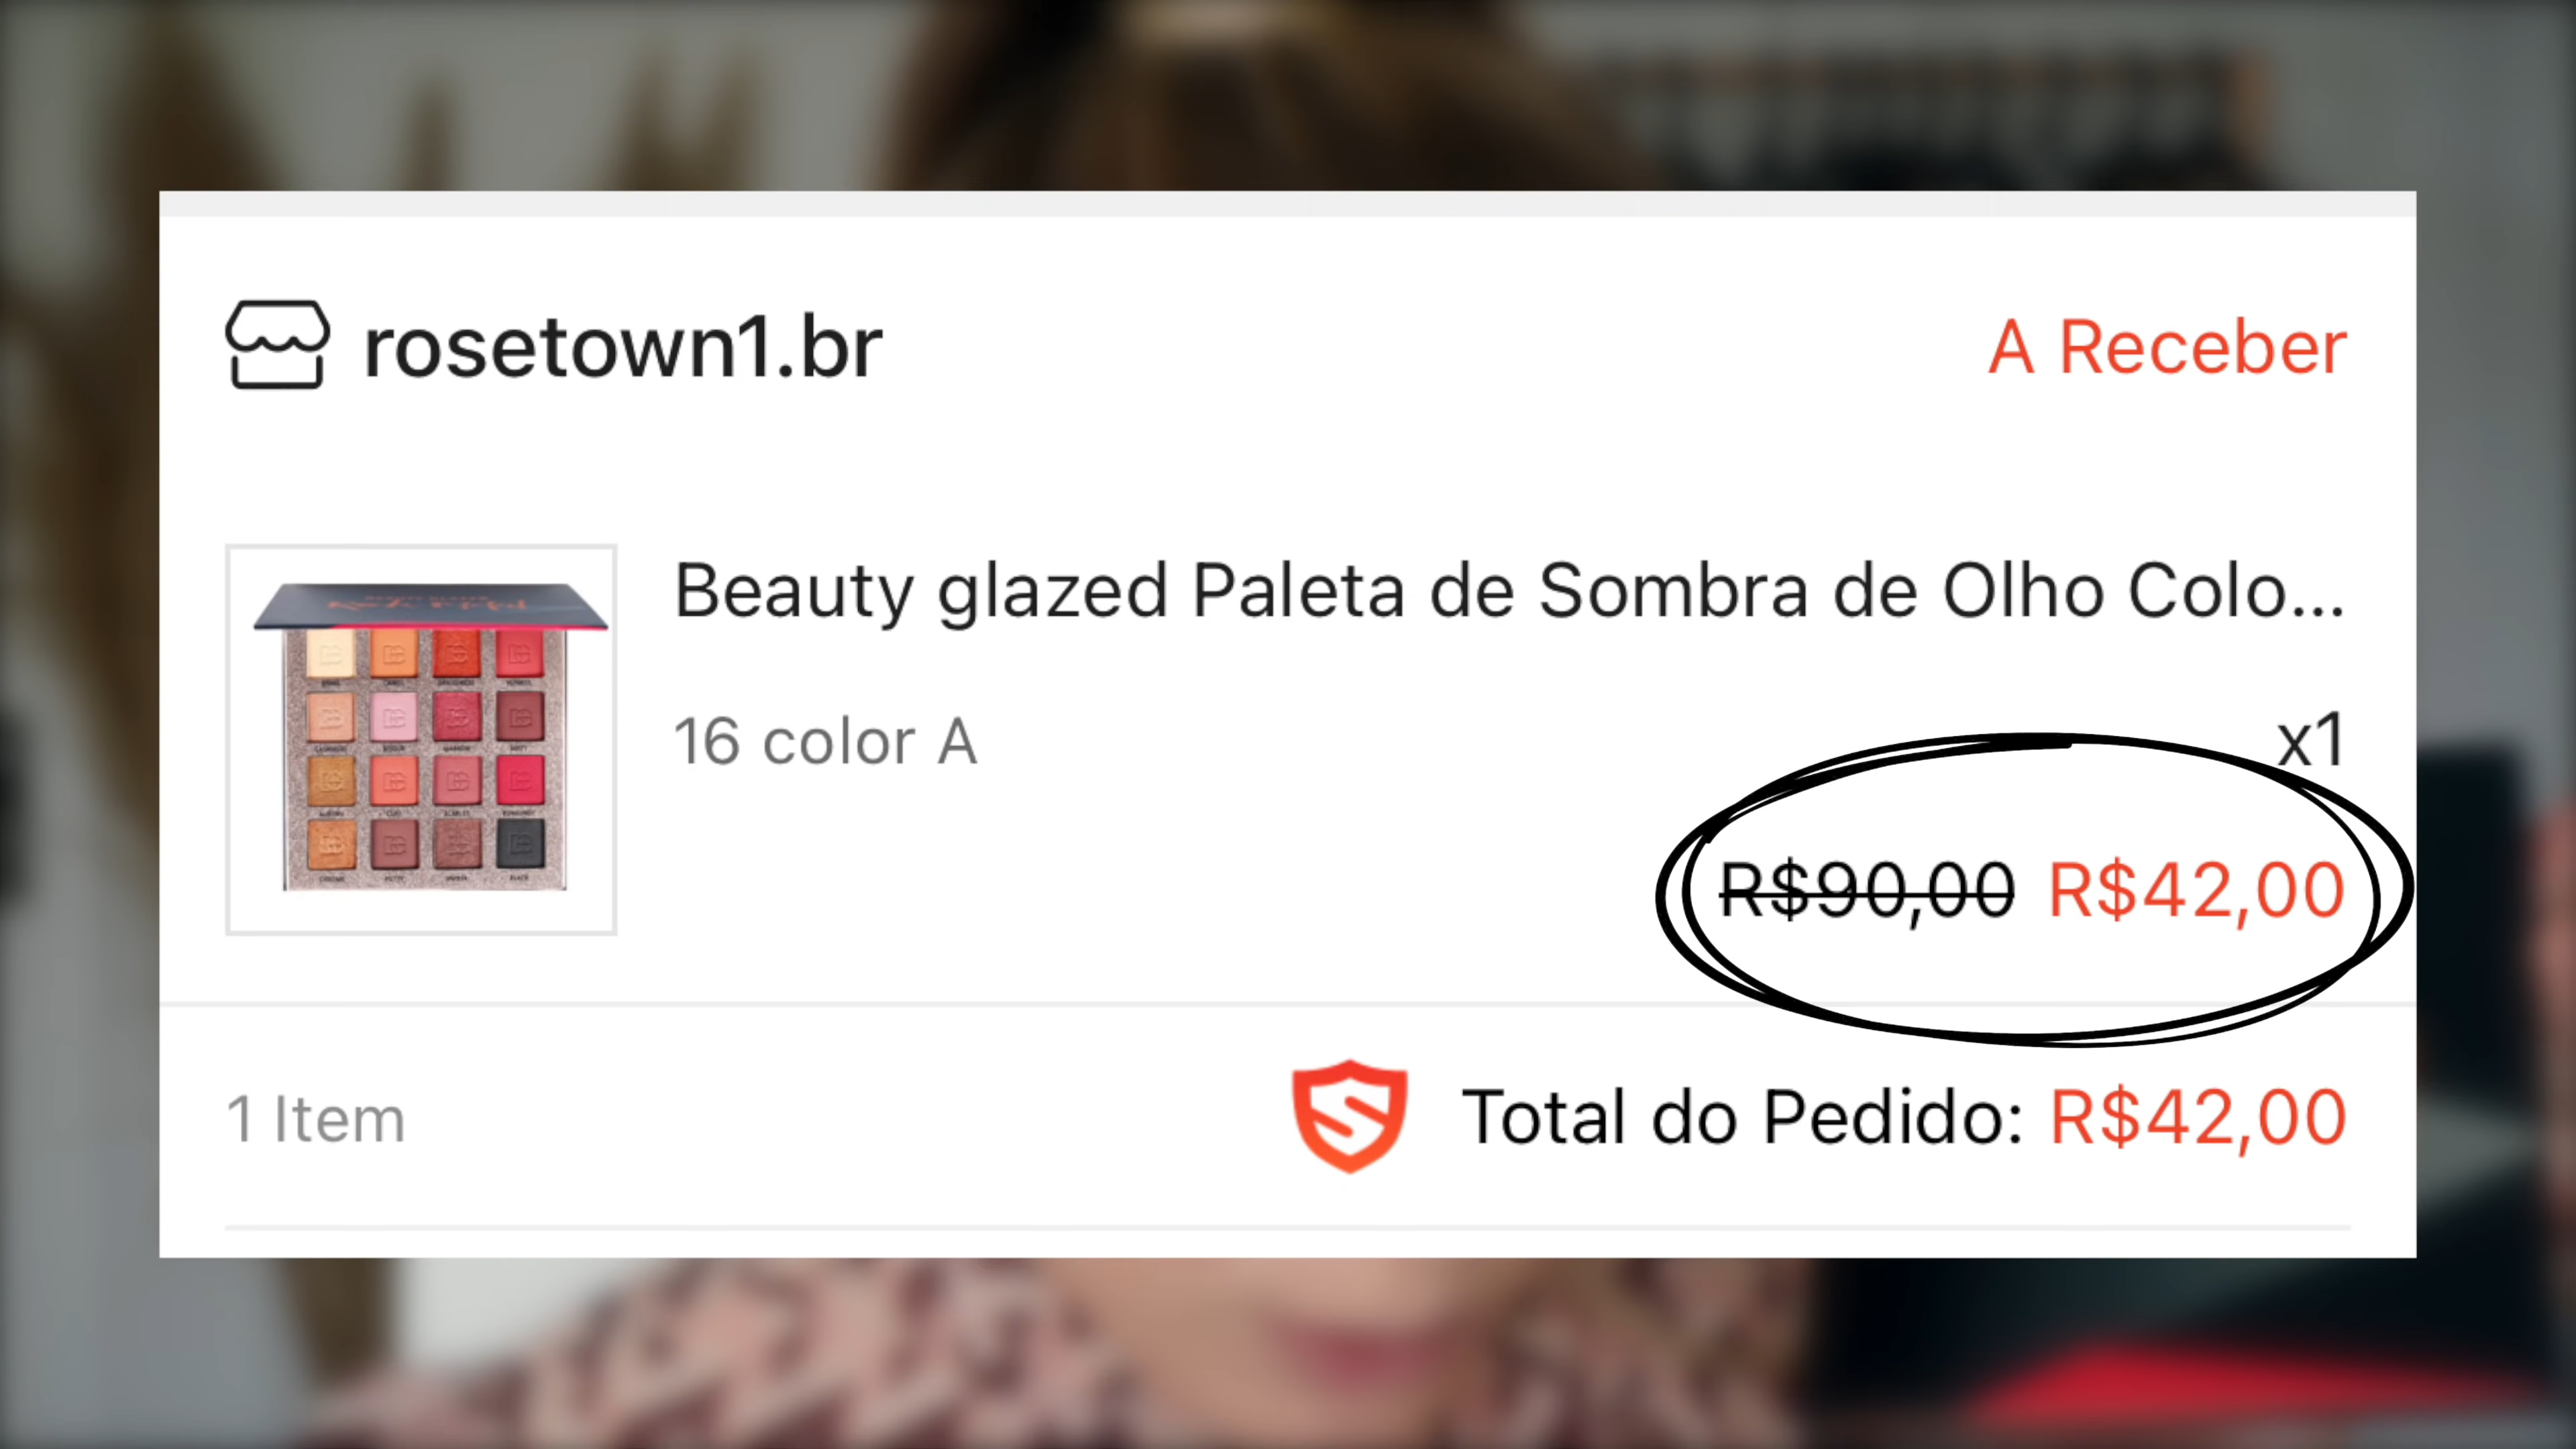 rosetown1.br
A Receber
Beauty glazed Paleta de Sombra de Olho Colo...
16 color A
x1
R$90,00 R$42,00
1 Item
Total do Pedido: R$42,00